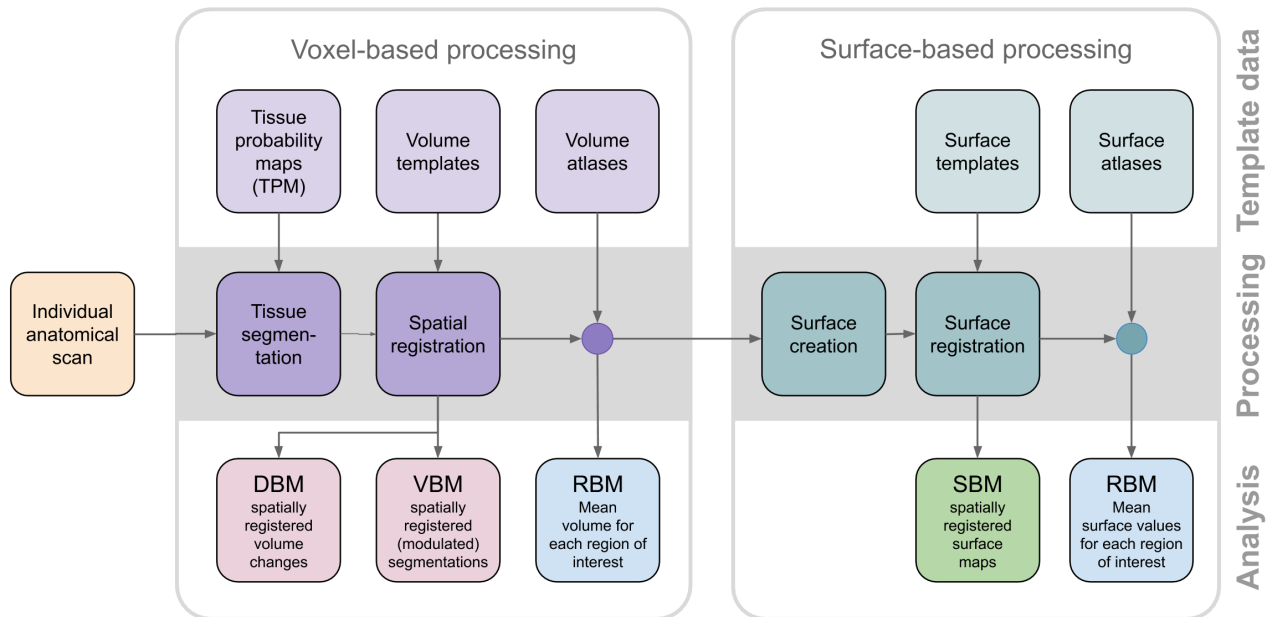 Voxel-based processing
Surface-based processing
Template data
Tissue
probability
maps
(TPM)
Volume
templates
Volume
atlases
Surface
templates
Surface
atlases
Processing
Individual
anatomical
scan
Tissue
segmen-
tation
Spatial
registration
Surface
creation
Surface
registration
Analysis
DBM
spatially
registered
volume
changes
VBM
spatially
registered
(modulated)
segmentations
RBM
Mean
volume for
each region of
interest
SBM
spatially
registered
surface
maps
RBM
Mean
surface values
for each region
of interest